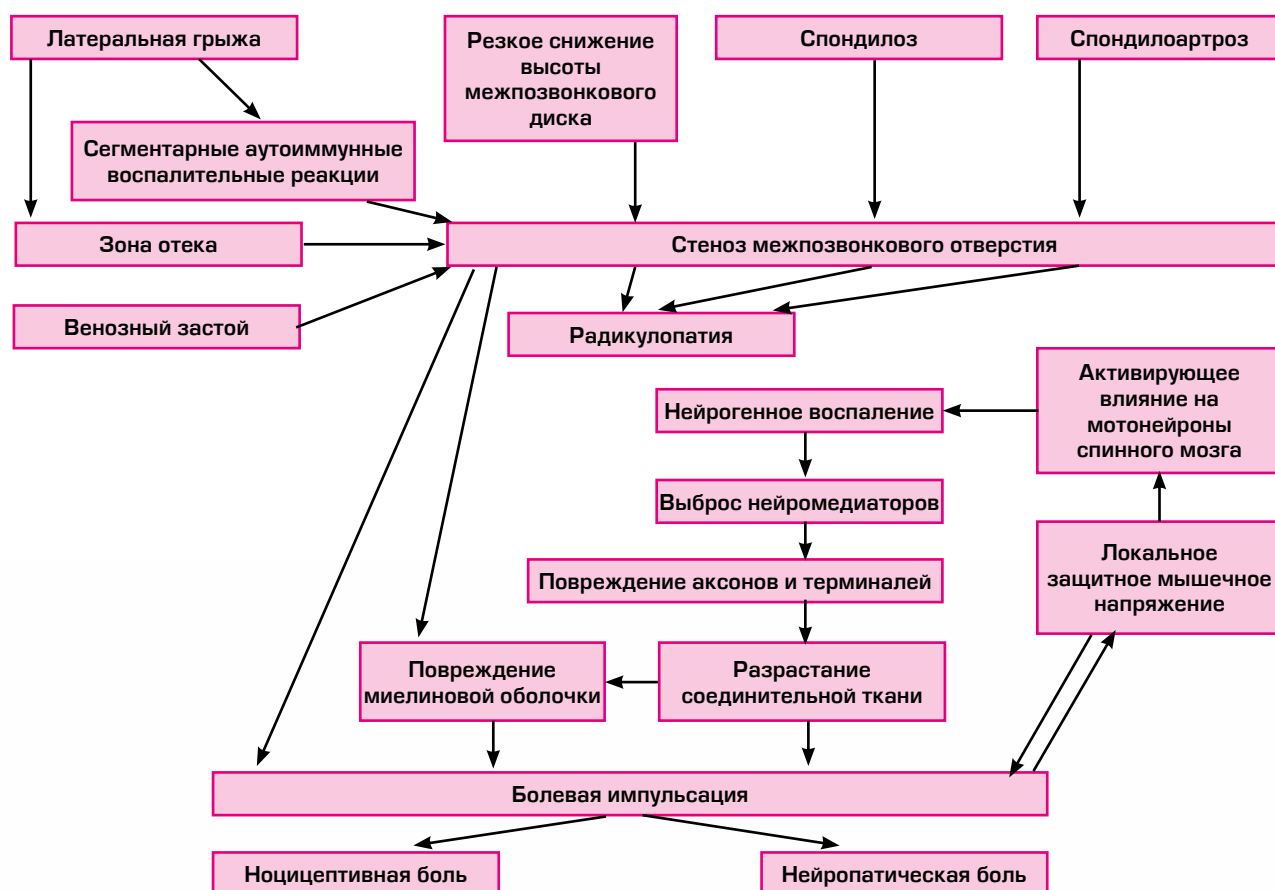 Латеральная грыжа
Резкое снижение
высоты
межпозвонкового
диска
Спондилоз
Спондилоартроз
Сегментарные аутоиммунные
воспалительные реакции
Зона отека
Стеноз межпозвонкового отверстия
Венозный застой
Радикулопатия
Активирующее
влияние на
мотонейроны
спинного мозга
Нейрогенное воспаление
Выброс нейромедиаторов
Локальное
защитное мышечное
напряжение
Повреждение аксонов и терминалей
Повреждение
миелиновой оболочки
Разрастание
соединительной ткани
Болевая импульсация
Ноцицептивная боль
Нейропатическая боль